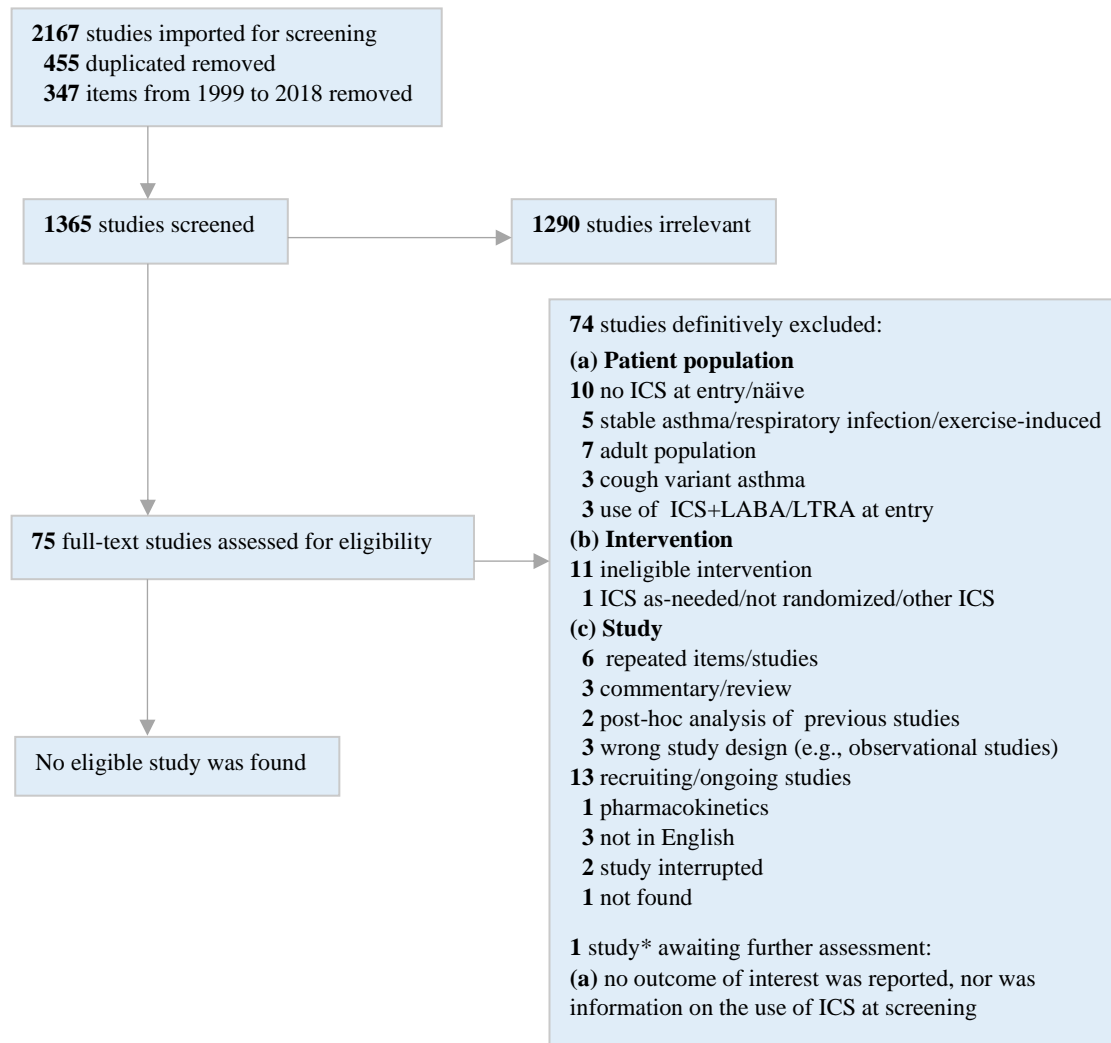 2167 studies imported for screening
455 duplicated removed
347 items from 1999 to 2018 removed
1365 studies screened
1290 studies irrelevant
75 full-text studies assessed for eligibility
74 studies definitively excluded:
(a) Patient population
10 no ICS at entry/näive
5 stable asthma/respiratory infection/exercise-induced
7 adult population
3 cough variant asthma
3 use of ICS+LABA/LTRA at entry
(b) Intervention
11 ineligible intervention
1 ICS as-needed/not randomized/other ICS
(c) Study
6 repeated items/studies
3 commentary/review
2 post-hoc analysis of previous studies
3 wrong study design (e.g., observational studies)
13 recruiting/ongoing studies
1 pharmacokinetics
3 not in English
2 study interrupted
1 not found
1 study* awaiting further assessment:
(a) no outcome of interest was reported, nor was
information on the use of ICS at screening
No eligible study was found